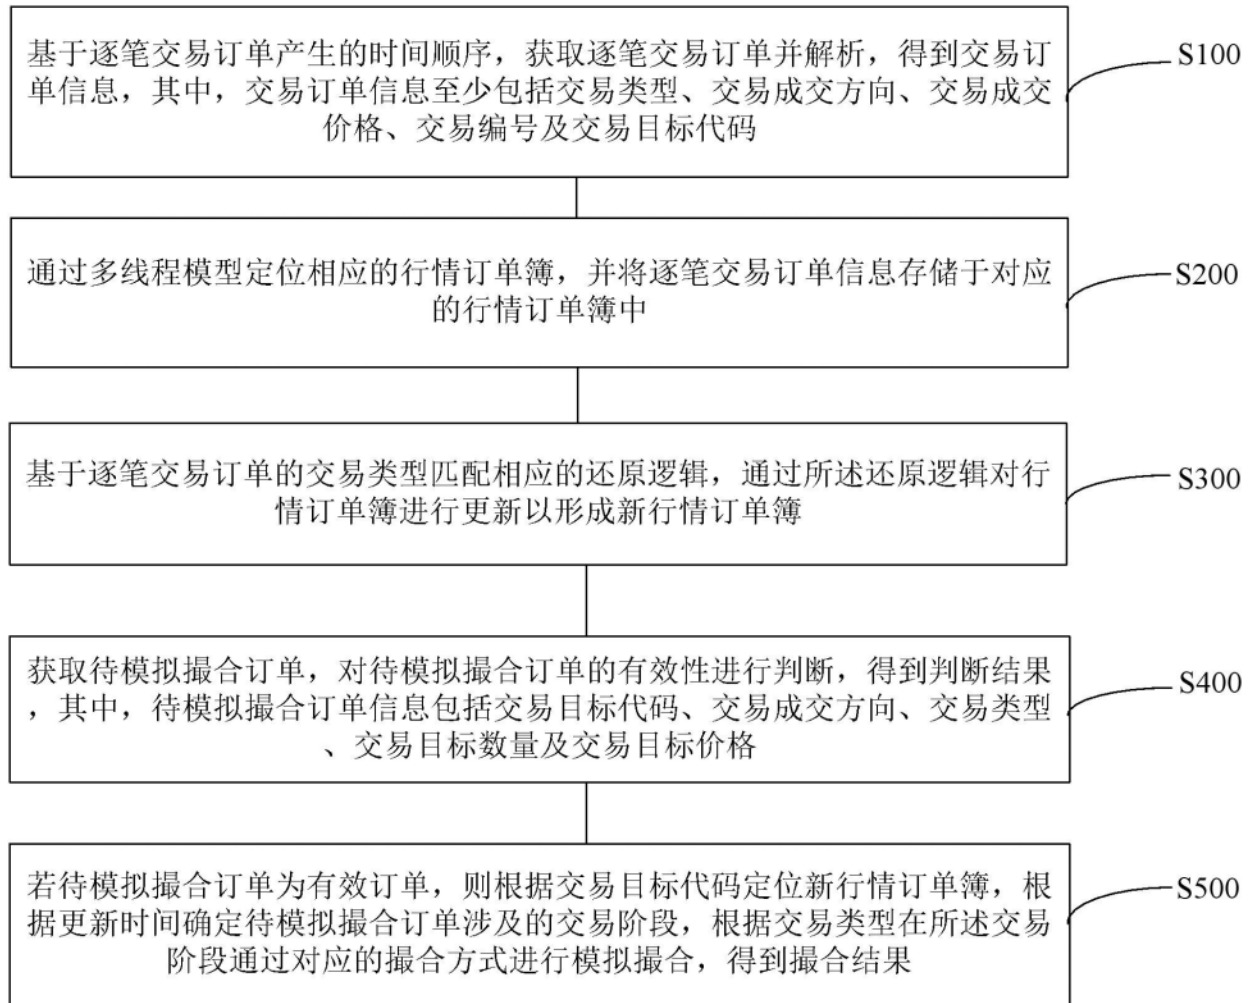 基于逐笔交易订单产生的时间顺序，获取逐笔交易订单并解析，得到交易订
单信息，其中，交易订单信息至少包括交易类型、交易成交方向、交易成交
价格、交易编号及交易目标代码
S100
通过多线程模型定位相应的行情订单簿，并将逐笔交易订单信息存储于对应
的行情订单簿中
S200
基于逐笔交易订单的交易类型匹配相应的还原逻辑，通过所述还原逻辑对行
情订单簿进行更新以形成新行情订单簿
S300
获取待模拟撮合订单，对待模拟撮合订单的有效性进行判断，得到判断结果
，其中，待模拟撮合订单信息包括交易目标代码、交易成交方向、交易类型
、交易目标数量及交易目标价格
S400
若待模拟撮合订单为有效订单，则根据交易目标代码定位新行情订单簿，根
据更新时间确定待模拟撮合订单涉及的交易阶段，根据交易类型在所述交易
阶段通过对应的撮合方式进行模拟撮合，得到撮合结果
S500